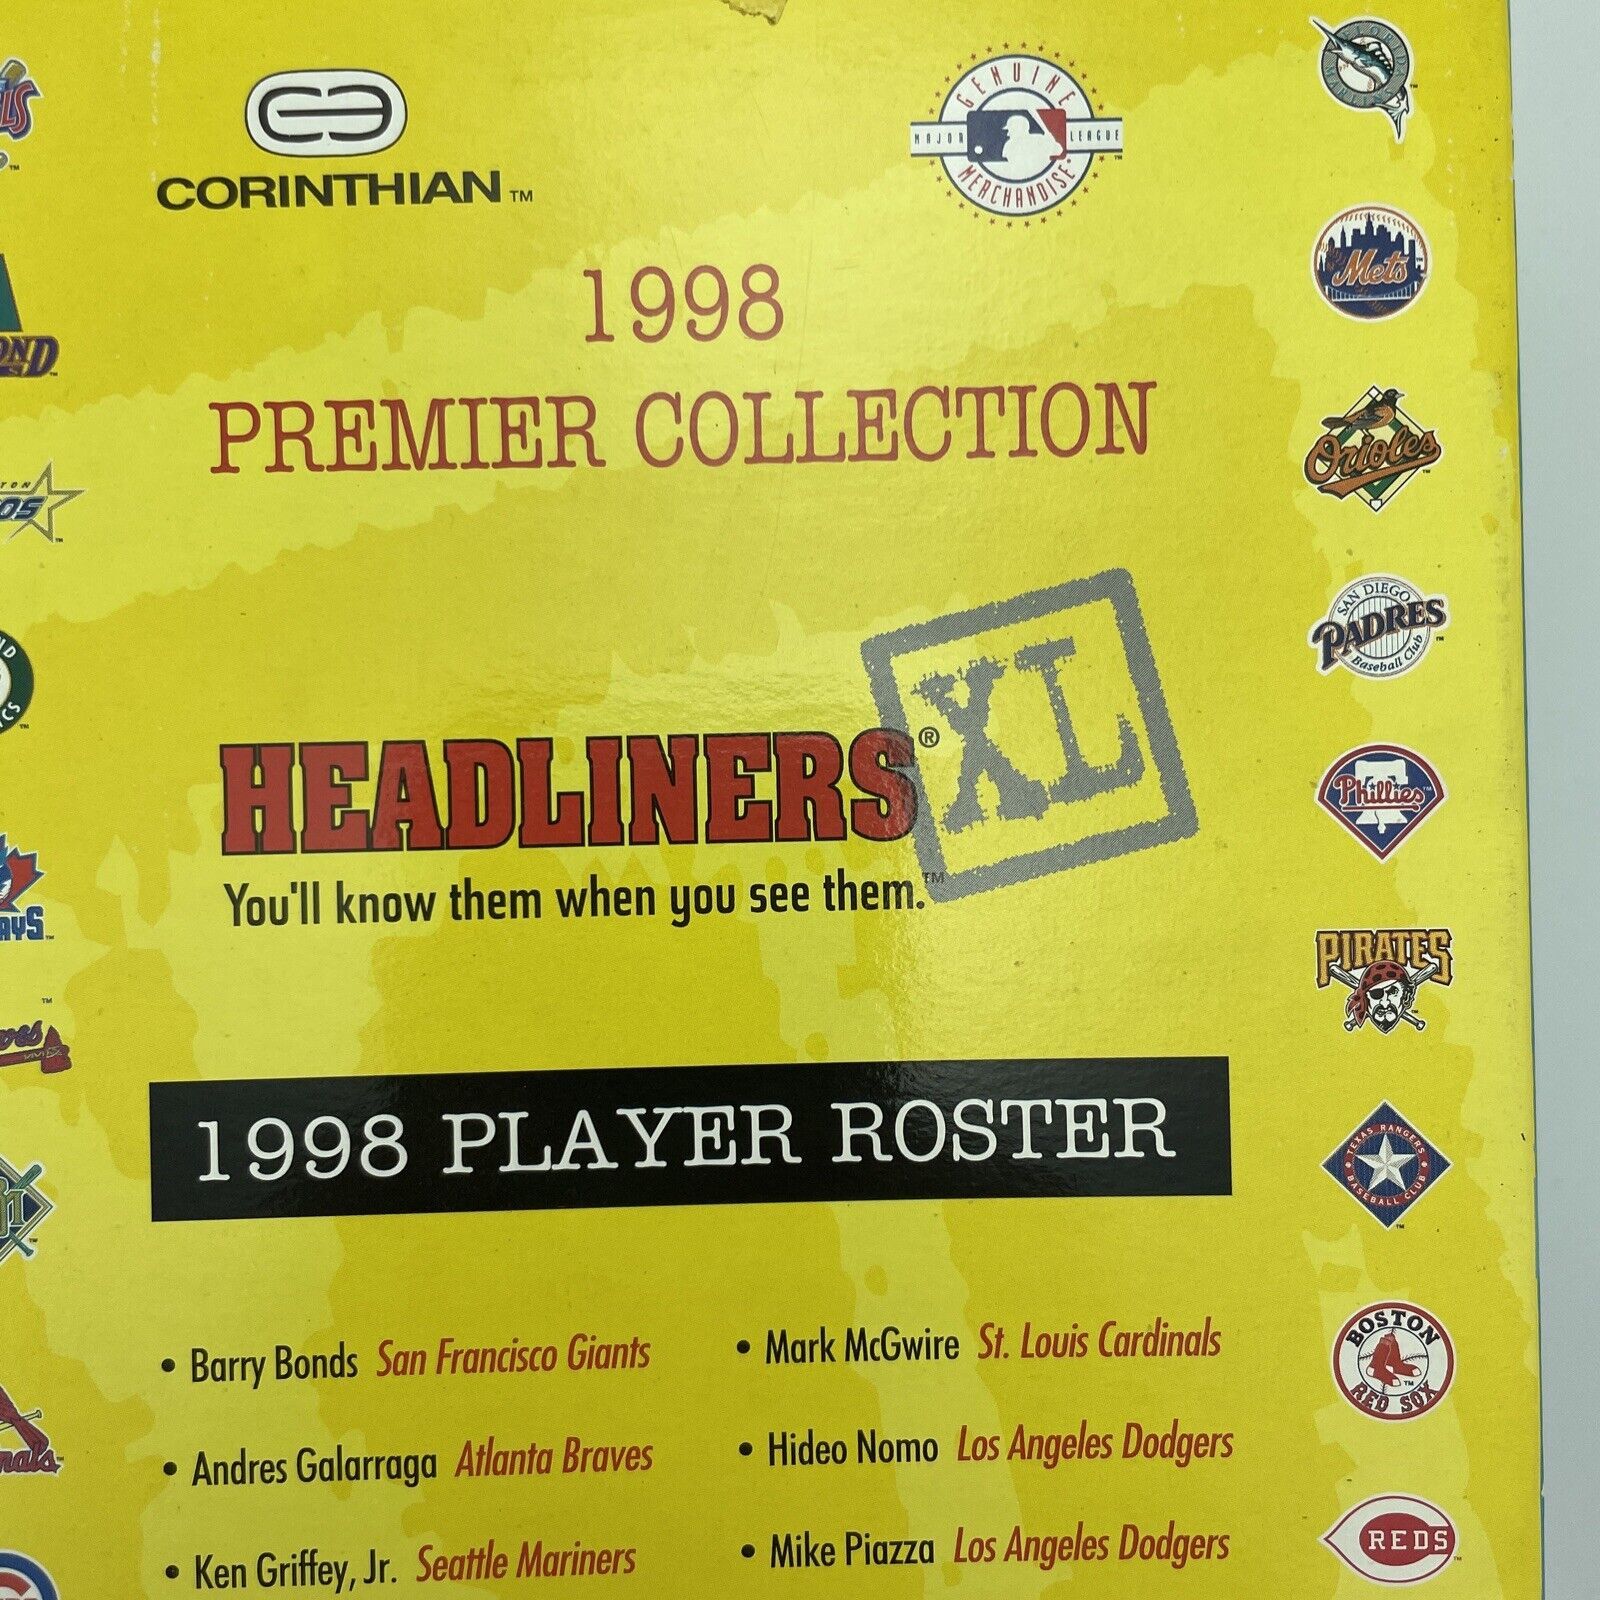 CORINTHIAN™
GENUINE
MAJOR LEAGUE
MERCHANDISE
1998
PREMIER COLLECTION
HEADLINERS® XL
You'll know them when you see them.™
1998 PLAYER ROSTER
• Barry Bonds San Francisco Giants
• Andres Galarraga Atlanta Braves
• Ken Griffey, Jr. Seattle Mariners
• Mark McGwire St. Louis Cardinals
• Hideo Nomo Los Angeles Dodgers
• Mike Piazza Los Angeles Dodgers
Mets
Orioles
SAN DIEGO
PADRES
Baseball Club
Phillies
PIRATES
TEXAS RANGERS
BASEBALL CLUB
BOSTON
RED SOX
REDS